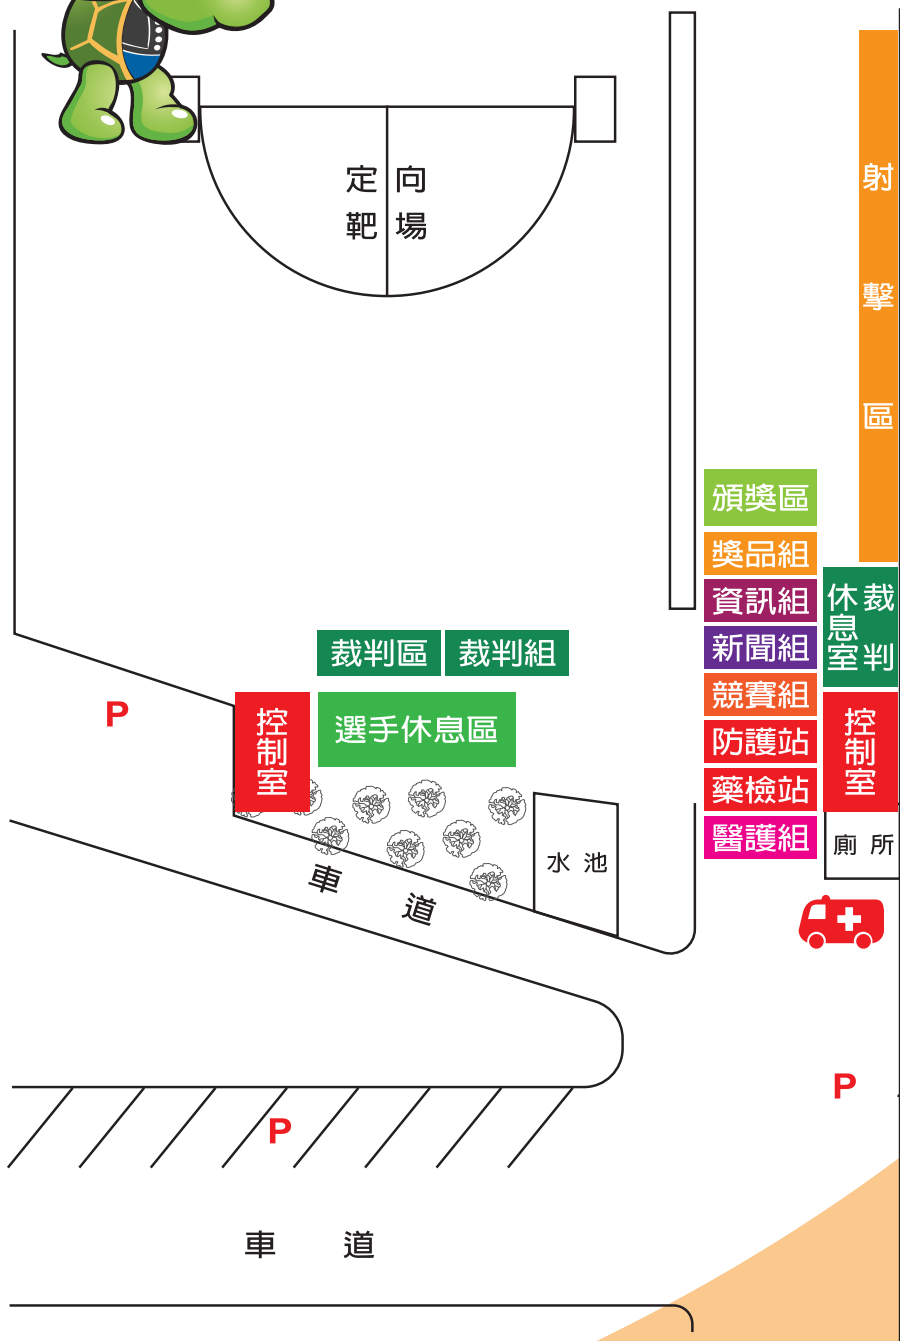 定向
靶場
射擊區
頒獎區
獎品組
資訊組
新聞組
競賽組
防護站
藥檢站
醫護組
裁判
休息室
控制室
廁所
裁判區
裁判組
選手休息區
控制室
P
水池
車道
P
P
車道